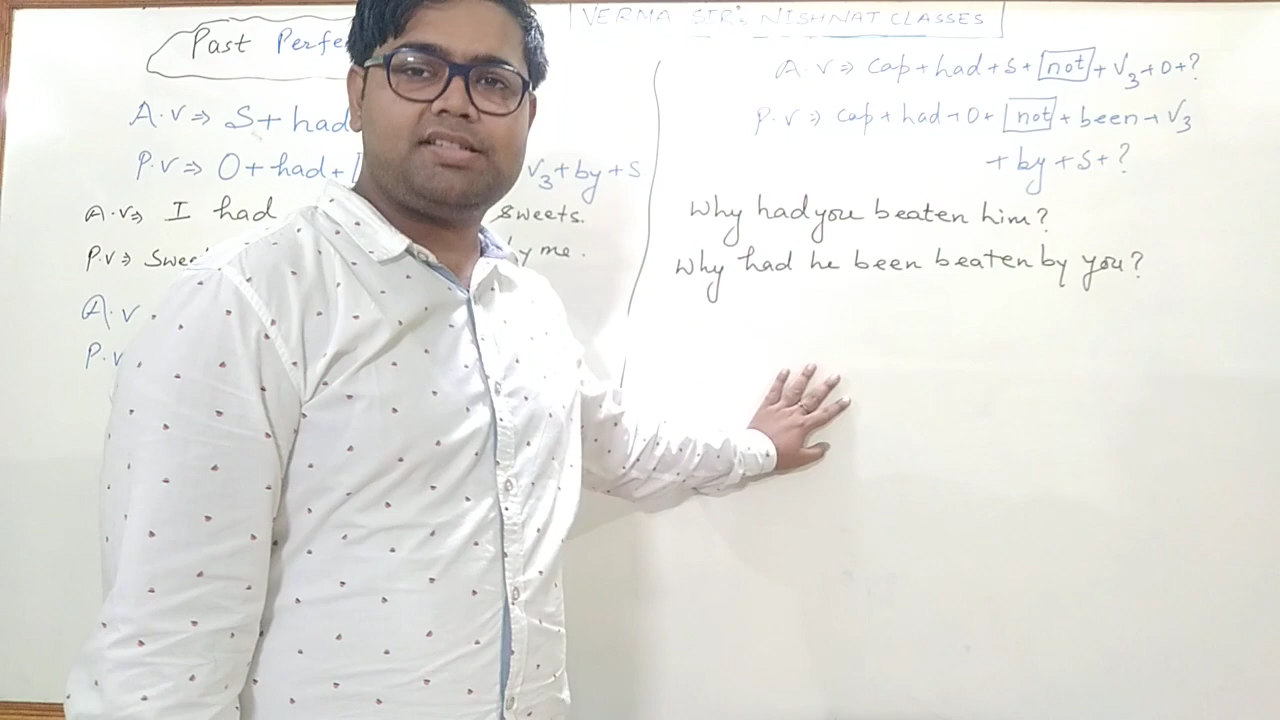 VERMA SIR'S NISHNAT CLASSES
Past Perfe
A.V ⇒ S + had
P.V ⇒ O + had + V3 + by + S
A.V ⇒ I had sweets.
P.V ⇒ Swee by me.
A.V
P.V
A.V ⇒ Cap + had + S + not + V3 + O + ?
P.V ⇒ Cap + had + O + not + been + V3
+ by + S + ?
Why had you beaten him?
Why had he been beaten by you?